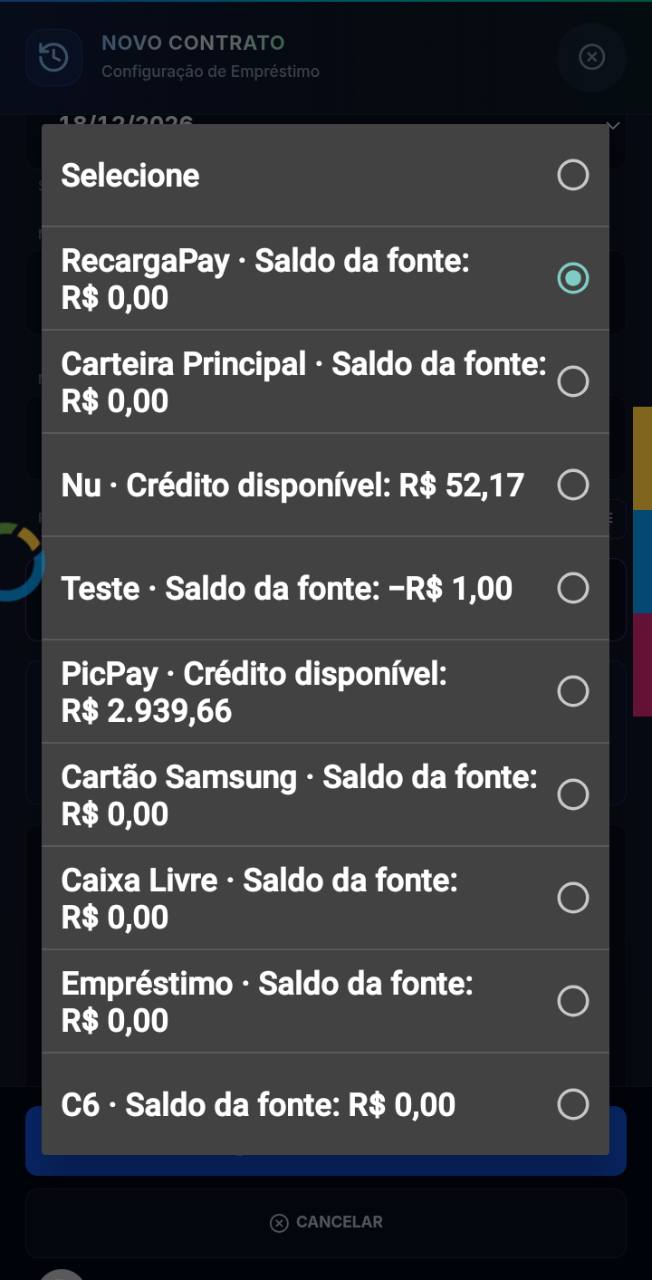 NOVO CONTRATO
Configuração de Empréstimo
18/12/2026
Selecione
RecargaPay · Saldo da fonte:
R$ 0,00
Carteira Principal · Saldo da fonte:
R$ 0,00
Nu · Crédito disponível: R$ 52,17
Teste · Saldo da fonte: −R$ 1,00
PicPay · Crédito disponível:
R$ 2.939,66
Cartão Samsung · Saldo da fonte:
R$ 0,00
Caixa Livre · Saldo da fonte:
R$ 0,00
Empréstimo · Saldo da fonte:
R$ 0,00
C6 · Saldo da fonte: R$ 0,00
CANCELAR